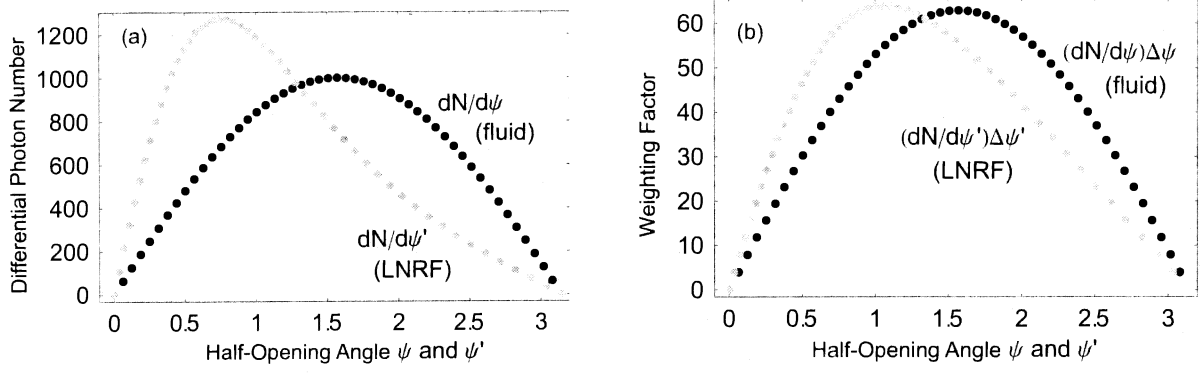 Differential Photon Number
1200
1000
800
600
400
200
0
(a)
dN/dψ
(fluid)
dN/dψ'
(LNRF)
0 0.5 1 1.5 2 2.5 3
Half-Opening Angle ψ and ψ'
Weighting Factor
60
50
40
30
20
10
0
(b)
(dN/dψ)Δψ
(fluid)
(dN/dψ')Δψ'
(LNRF)
0 0.5 1 1.5 2 2.5 3
Half-Opening Angle ψ and ψ'